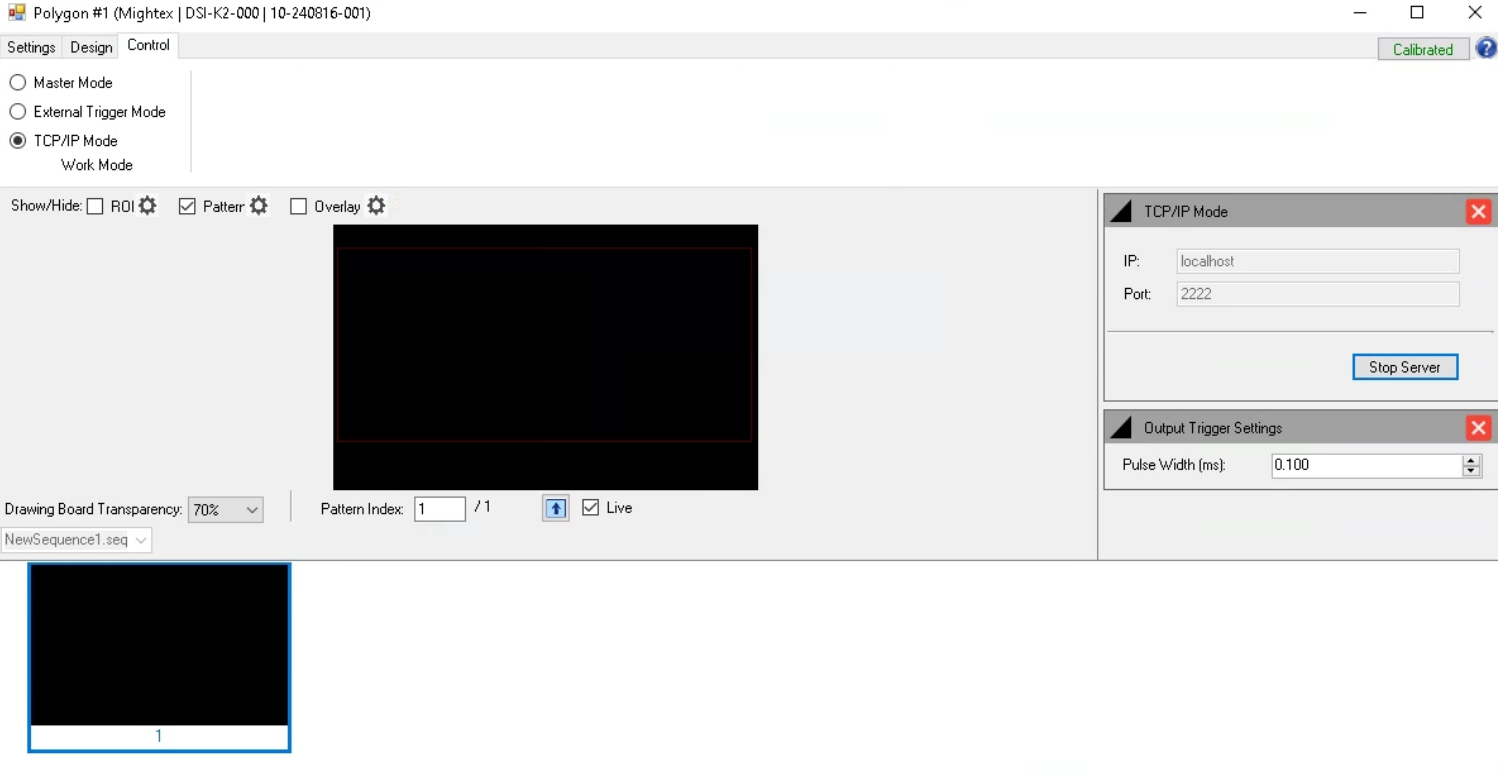 Polygon #1 (Mightex | DSI-K2-000 | 10-240816-001)
Settings Design Control
Calibrated ?
Master Mode
External Trigger Mode
TCP/IP Mode
Work Mode
Show/Hide: ROI Pattern Overlay
TCP/IP Mode
IP: localhost
Port: 2222
Stop Server
Output Trigger Settings
Pulse Width (ms): 0.100
Drawing Board Transparency: 70% Pattern Index: 1 / 1 Live
NewSequence1.seq
1